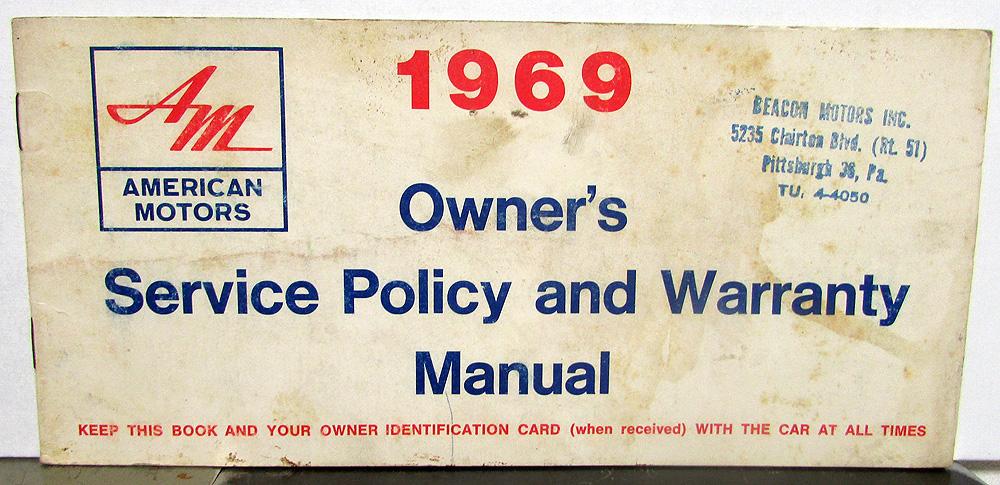 AM
AMERICAN
MOTORS
1969
BEACON MOTORS INC.
5235 Clairton Blvd. (Rt. 51)
Pittsburgh 36, Pa.
TU. 4-4050
Owner's
Service Policy and Warranty
Manual
KEEP THIS BOOK AND YOUR OWNER IDENTIFICATION CARD (when received) WITH THE CAR AT ALL TIMES